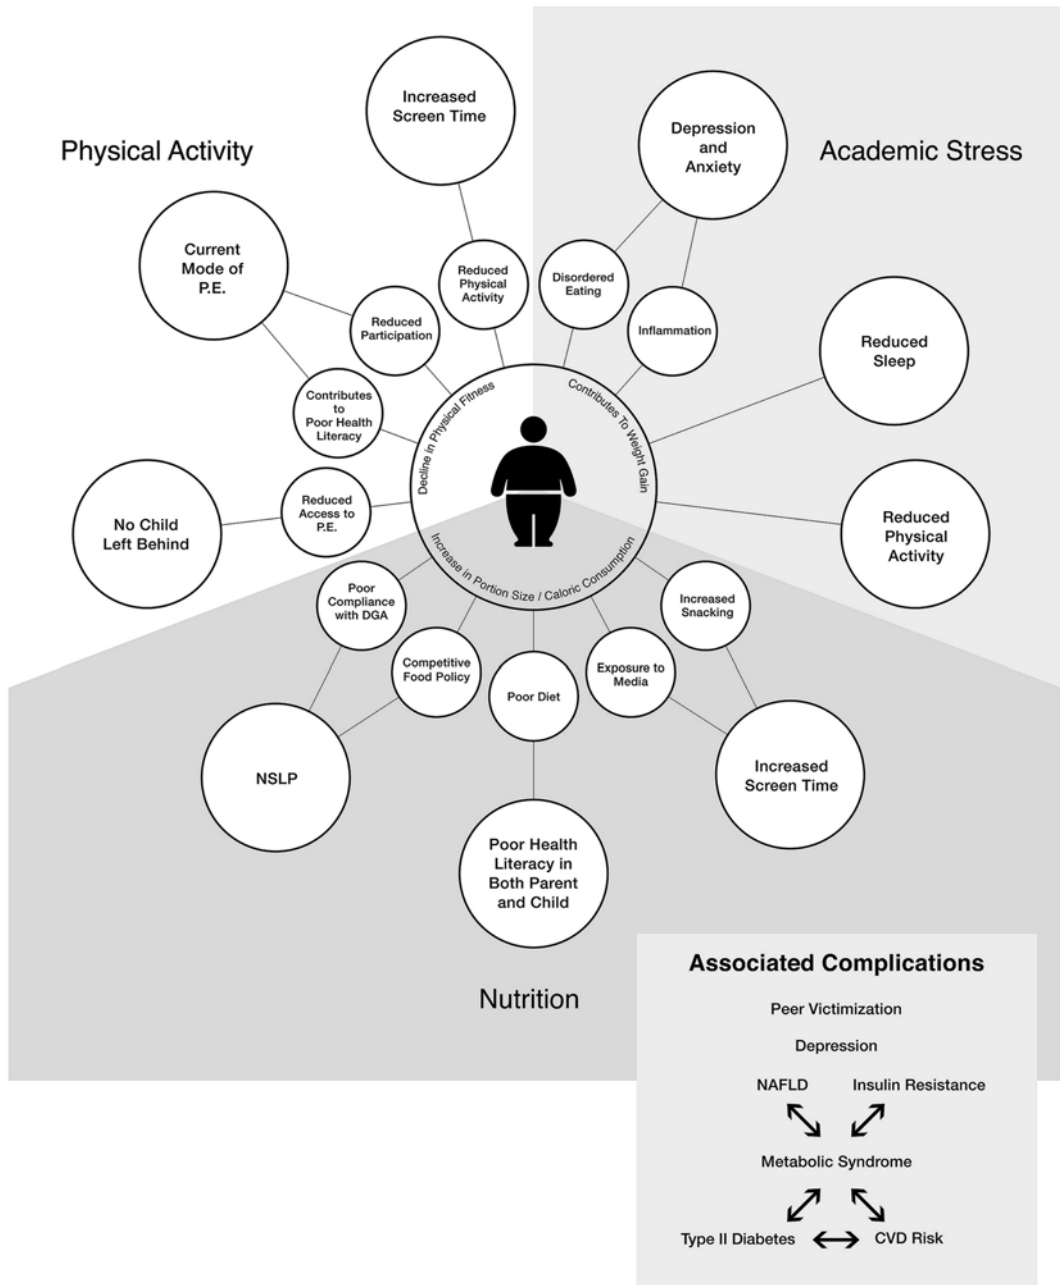 Physical Activity
Increased
Screen Time
Current
Mode of
P.E.
Reduced
Physical
Activity
Reduced
Participation
Contributes
to
Poor Health
Literacy
No Child
Left Behind
Reduced
Access to
P.E.
Decline in Physical Fitness
Academic Stress
Depression
and
Anxiety
Disordered
Eating
Inflammation
Reduced
Sleep
Reduced
Physical
Activity
Contributes To Weight Gain
Increase in Portion Size / Caloric Consumption
Poor
Compliance
with DGA
Competitive
Food Policy
NSLP
Poor Diet
Poor Health
Literacy in
Both Parent
and Child
Exposure to
Media
Increased
Snacking
Increased
Screen Time
Nutrition
Associated Complications
Peer Victimization
Depression
NAFLD
Insulin Resistance
Metabolic Syndrome
Type II Diabetes
CVD Risk